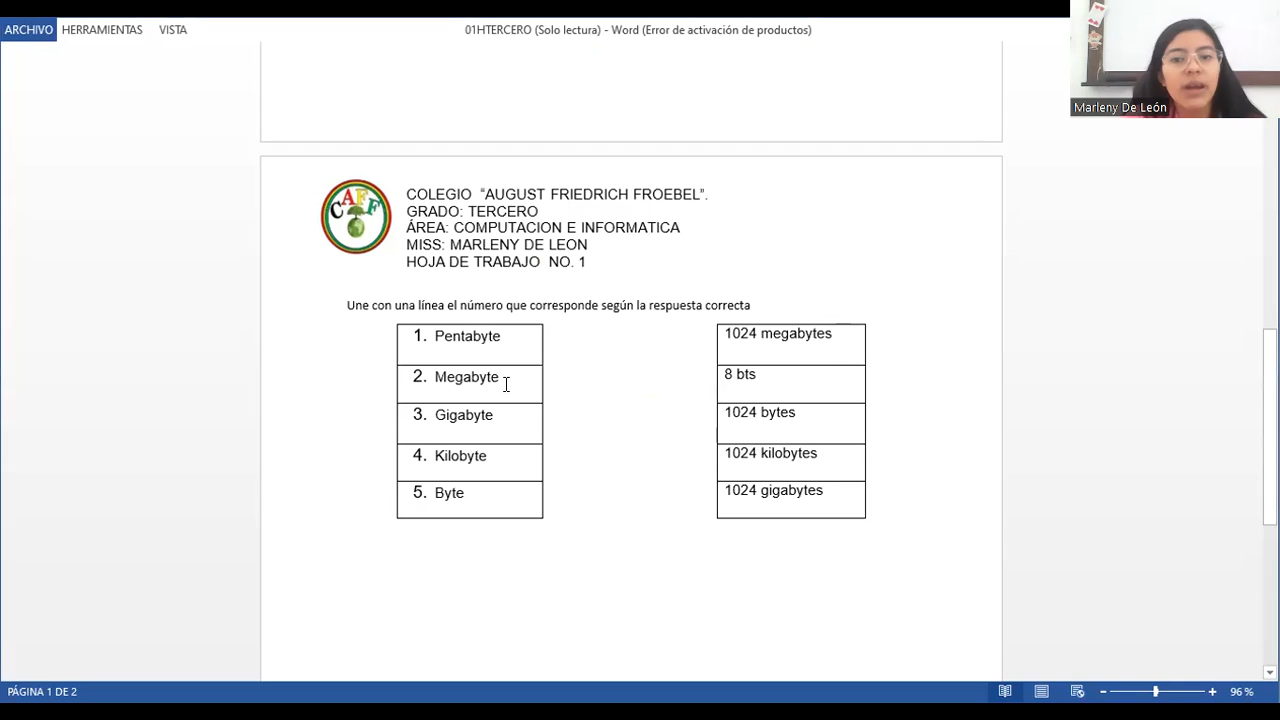 ARCHIVO HERRAMIENTAS VISTA 01HTERCERO (Solo lectura) - Word (Error de activación de productos)
Marleny De León
CAFF
COLEGIO “AUGUST FRIEDRICH FROEBEL”.
GRADO: TERCERO
ÁREA: COMPUTACION E INFORMATICA
MISS: MARLENY DE LEON
HOJA DE TRABAJO NO. 1
Une con una línea el número que corresponde según la respuesta correcta
1. Pentabyte 1024 megabytes
2. Megabyte 8 bts
3. Gigabyte 1024 bytes
4. Kilobyte 1024 kilobytes
5. Byte 1024 gigabytes
PÁGINA 1 DE 2 96 %